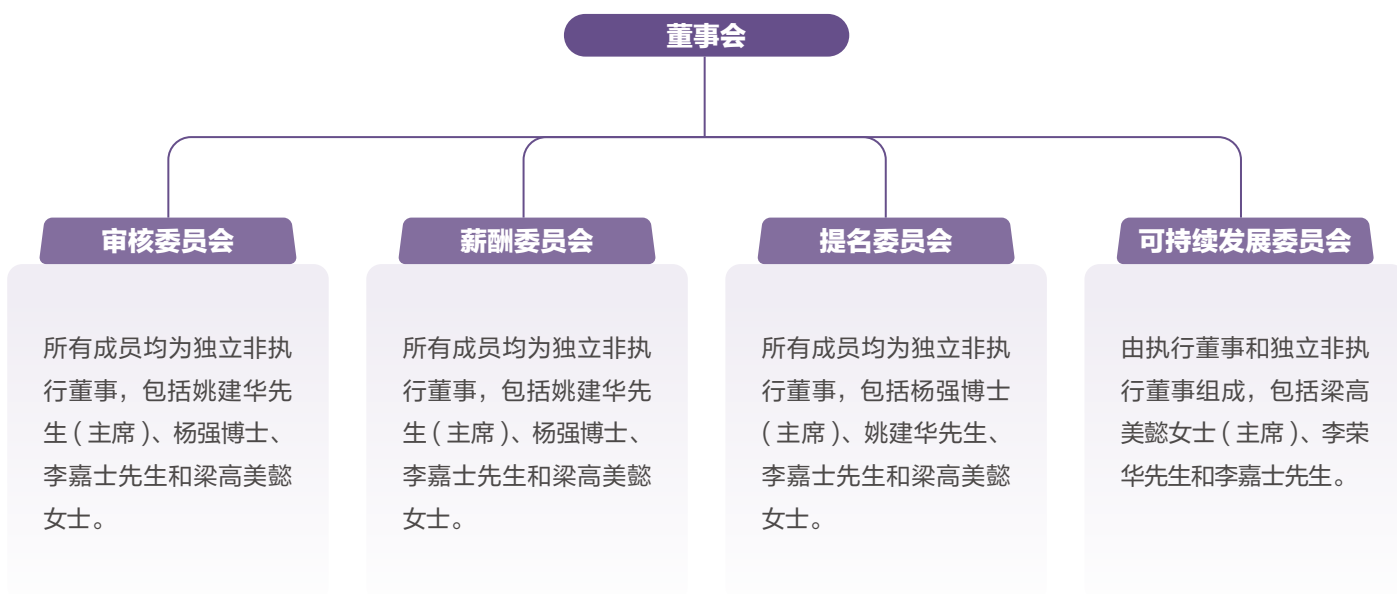 董事会
审核委员会
所有成员均为独立非执
行董事，包括姚建华先
生 ( 主席 )、杨强博士、
李嘉士先生和梁高美懿
女士。
薪酬委员会
所有成员均为独立非执
行董事，包括姚建华先
生 ( 主席 )、杨强博士、
李嘉士先生和梁高美懿
女士。
提名委员会
所有成员均为独立非执
行董事，包括杨强博士
( 主席 )、姚建华先生、
李嘉士先生和梁高美懿
女士。
可持续发展委员会
由执行董事和独立非执
行董事组成，包括梁高
美懿女士 ( 主席 )、李荣
华先生和李嘉士先生。